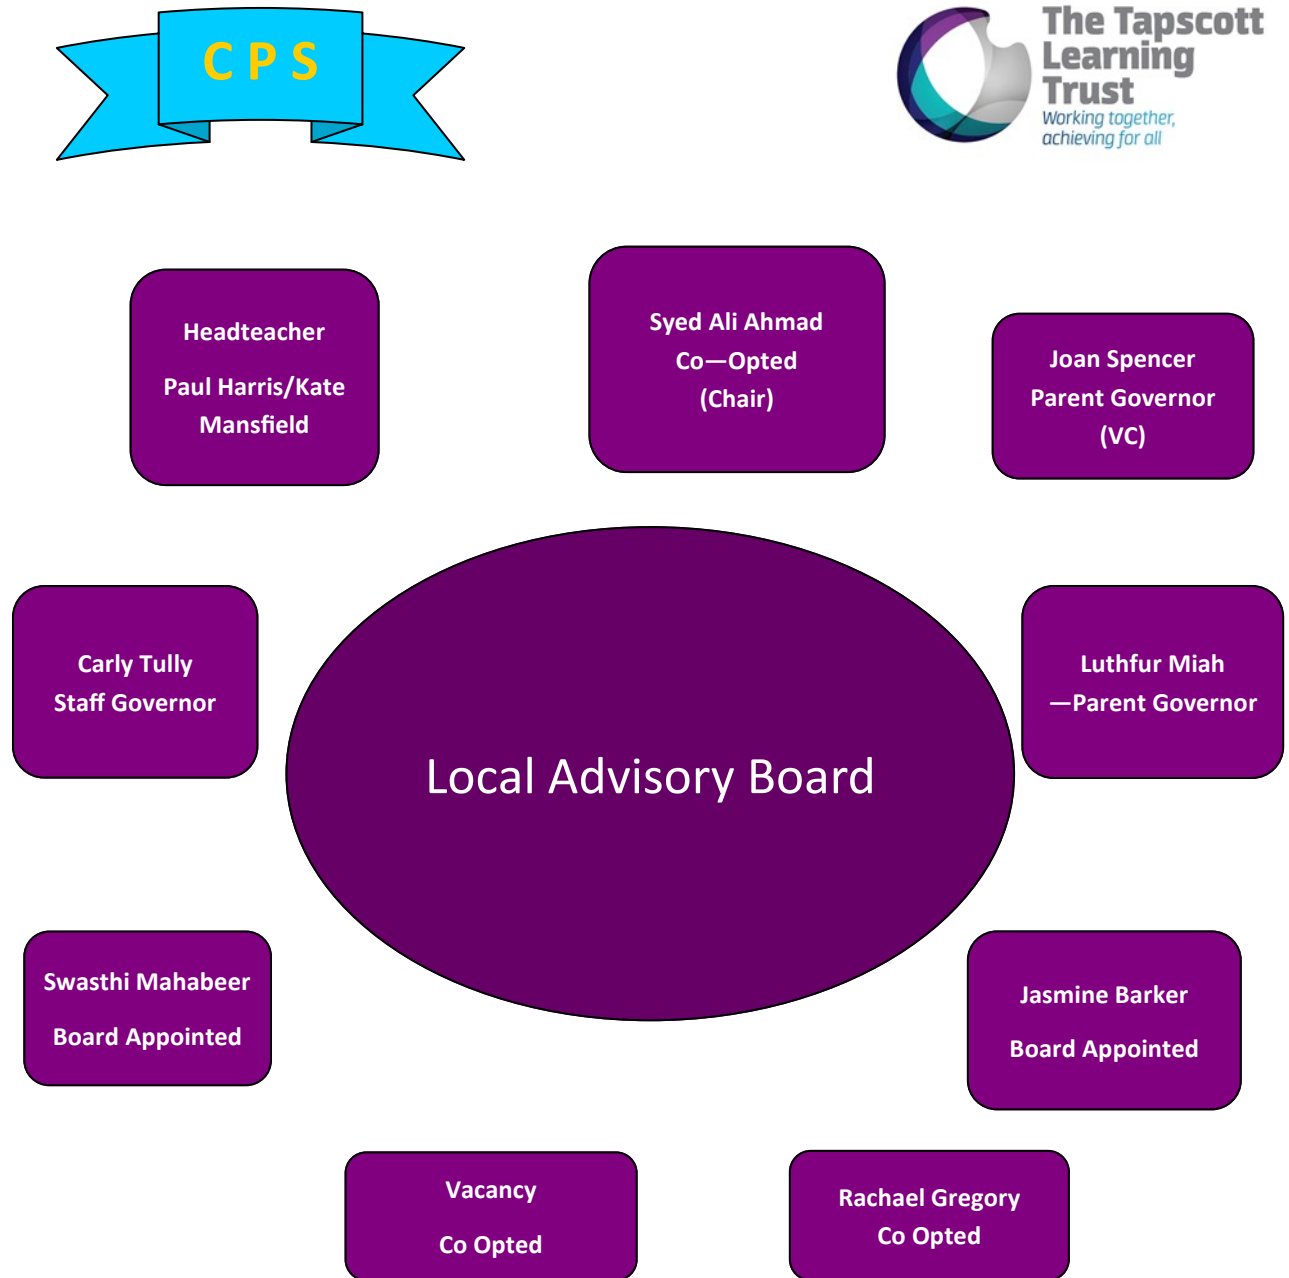 C P S
The Tapscott
Learning
Trust
Working together,
achieving for all
Headteacher
Paul Harris/Kate
Mansfield
Syed Ali Ahmad
Co—Opted
(Chair)
Joan Spencer
Parent Governor
(VC)
Carly Tully
Staff Governor
Local Advisory Board
Luthfur Miah
—Parent Governor
Swasthi Mahabeer
Board Appointed
Jasmine Barker
Board Appointed
Vacancy
Co Opted
Rachael Gregory
Co Opted